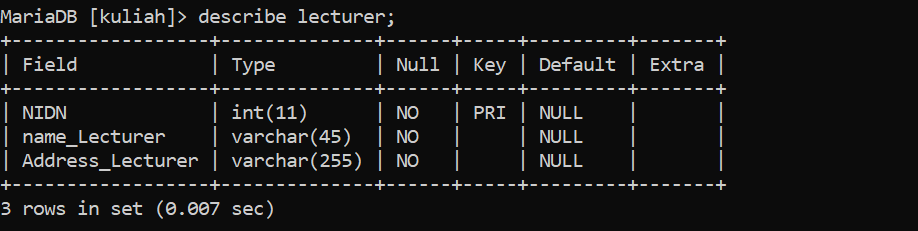 MariaDB [kuliah]> describe lecturer;
+------------------+--------------+------+-----+---------+-------+
| Field            | Type         | Null | Key | Default | Extra |
+------------------+--------------+------+-----+---------+-------+
| NIDN             | int(11)      | NO   | PRI | NULL    |       |
| name_Lecturer    | varchar(45)  | NO   |     | NULL    |       |
| Address_Lecturer | varchar(255) | NO   |     | NULL    |       |
+------------------+--------------+------+-----+---------+-------+
3 rows in set (0.007 sec)